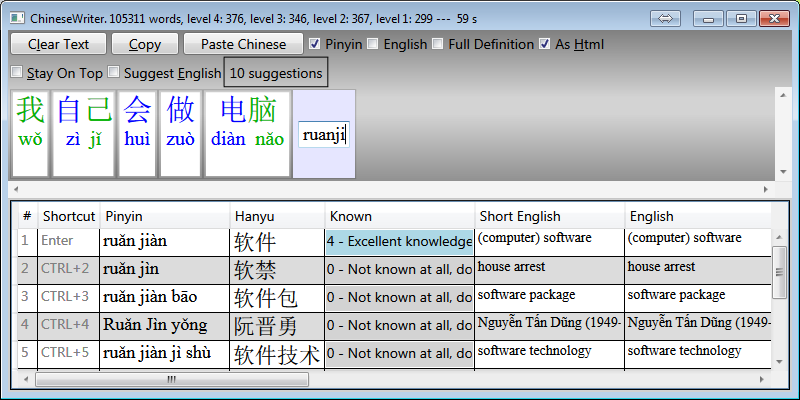 ChineseWriter. 105311 words, level 4: 376, level 3: 346, level 2: 367, level 1: 299 --- 59 s
Clear Text Copy Paste Chinese Pinyin English Full Definition As Html
Stay On Top Suggest English 10 suggestions
我 自己 会 做 电脑
wǒ zì jǐ huì zuò diàn nǎo ruanji
# Shortcut Pinyin Hanyu Known Short English English
1 Enter ruǎn jiàn 软件 4 - Excellent knowledge (computer) software (computer) software
2 CTRL+2 ruǎn jìn 软禁 0 - Not known at all, do house arrest house arrest
3 CTRL+3 ruǎn jiàn bāo 软件包 0 - Not known at all, do software package software package
4 CTRL+4 Ruǎn Jìn yǒng 阮晋勇 0 - Not known at all, do Nguyễn Tấn Dũng (1949- Nguyễn Tấn Dũng (1949-
5 CTRL+5 ruǎn jiàn jì shù 软件技术 0 - Not known at all, do software technology software technology